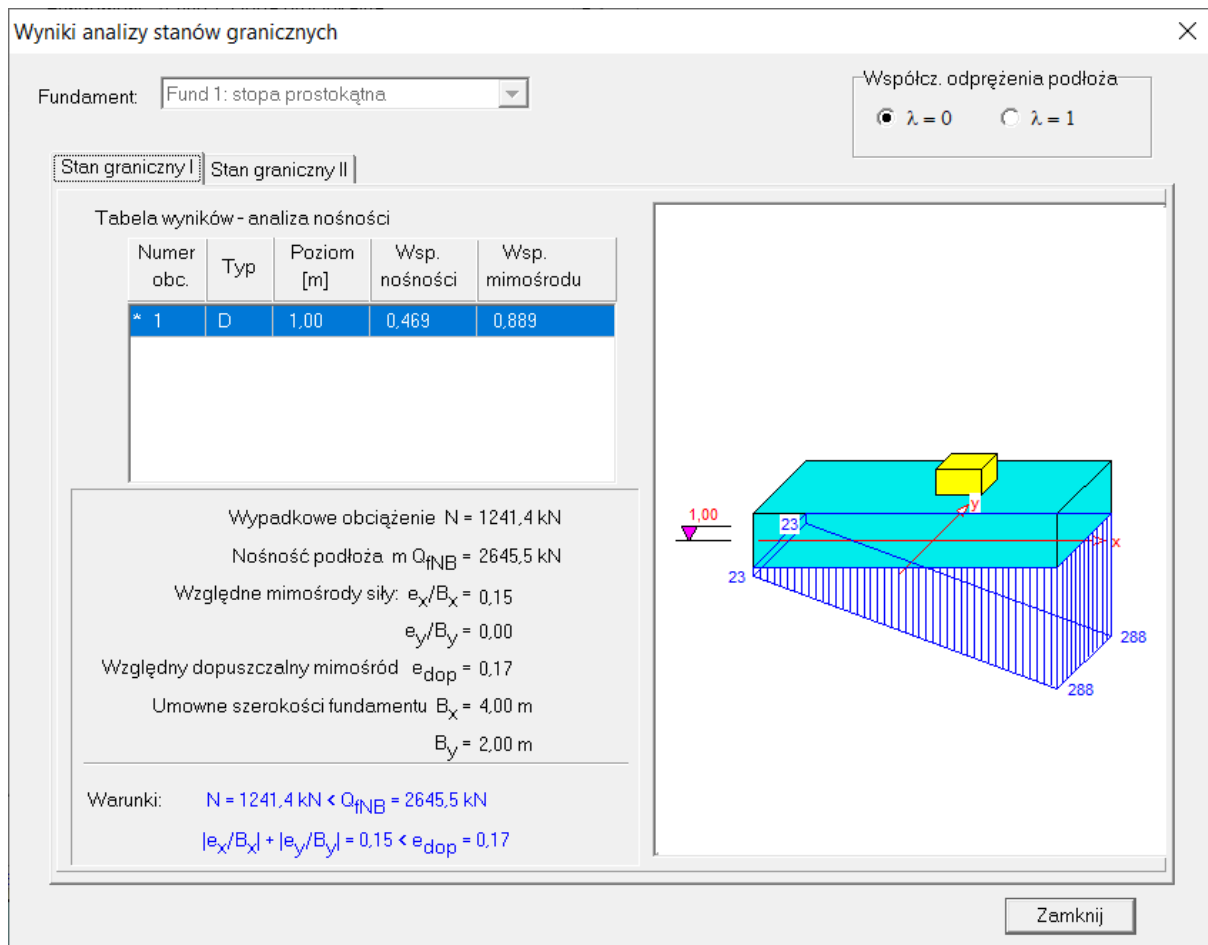 Wyniki analizy stanów granicznych
Fundament: Fund 1: stopa prostokątna
Współcz. odprężenia podłoża
λ = 0 λ = 1
Stan graniczny I Stan graniczny II
Tabela wyników - analiza nośności
Numer obc. Typ Poziom [m] Wsp. nośności Wsp. mimośrodu
* 1 D 1,00 0,469 0,889
Wypadkowe obciążenie N = 1241,4 kN
Nośność podłoża m QfNB = 2645,5 kN
Względne mimośrody siły: ex/Bx = 0,15
ey/By = 0,00
Względny dopuszczalny mimośród edop = 0,17
Umowne szerokości fundamentu Bx = 4,00 m
By = 2,00 m
Warunki: N = 1241,4 kN < QfNB = 2645,5 kN
|ex/Bx| + |ey/By| = 0,15 < edop = 0,17
1,00
23
y
x
23
288
288
Zamknij